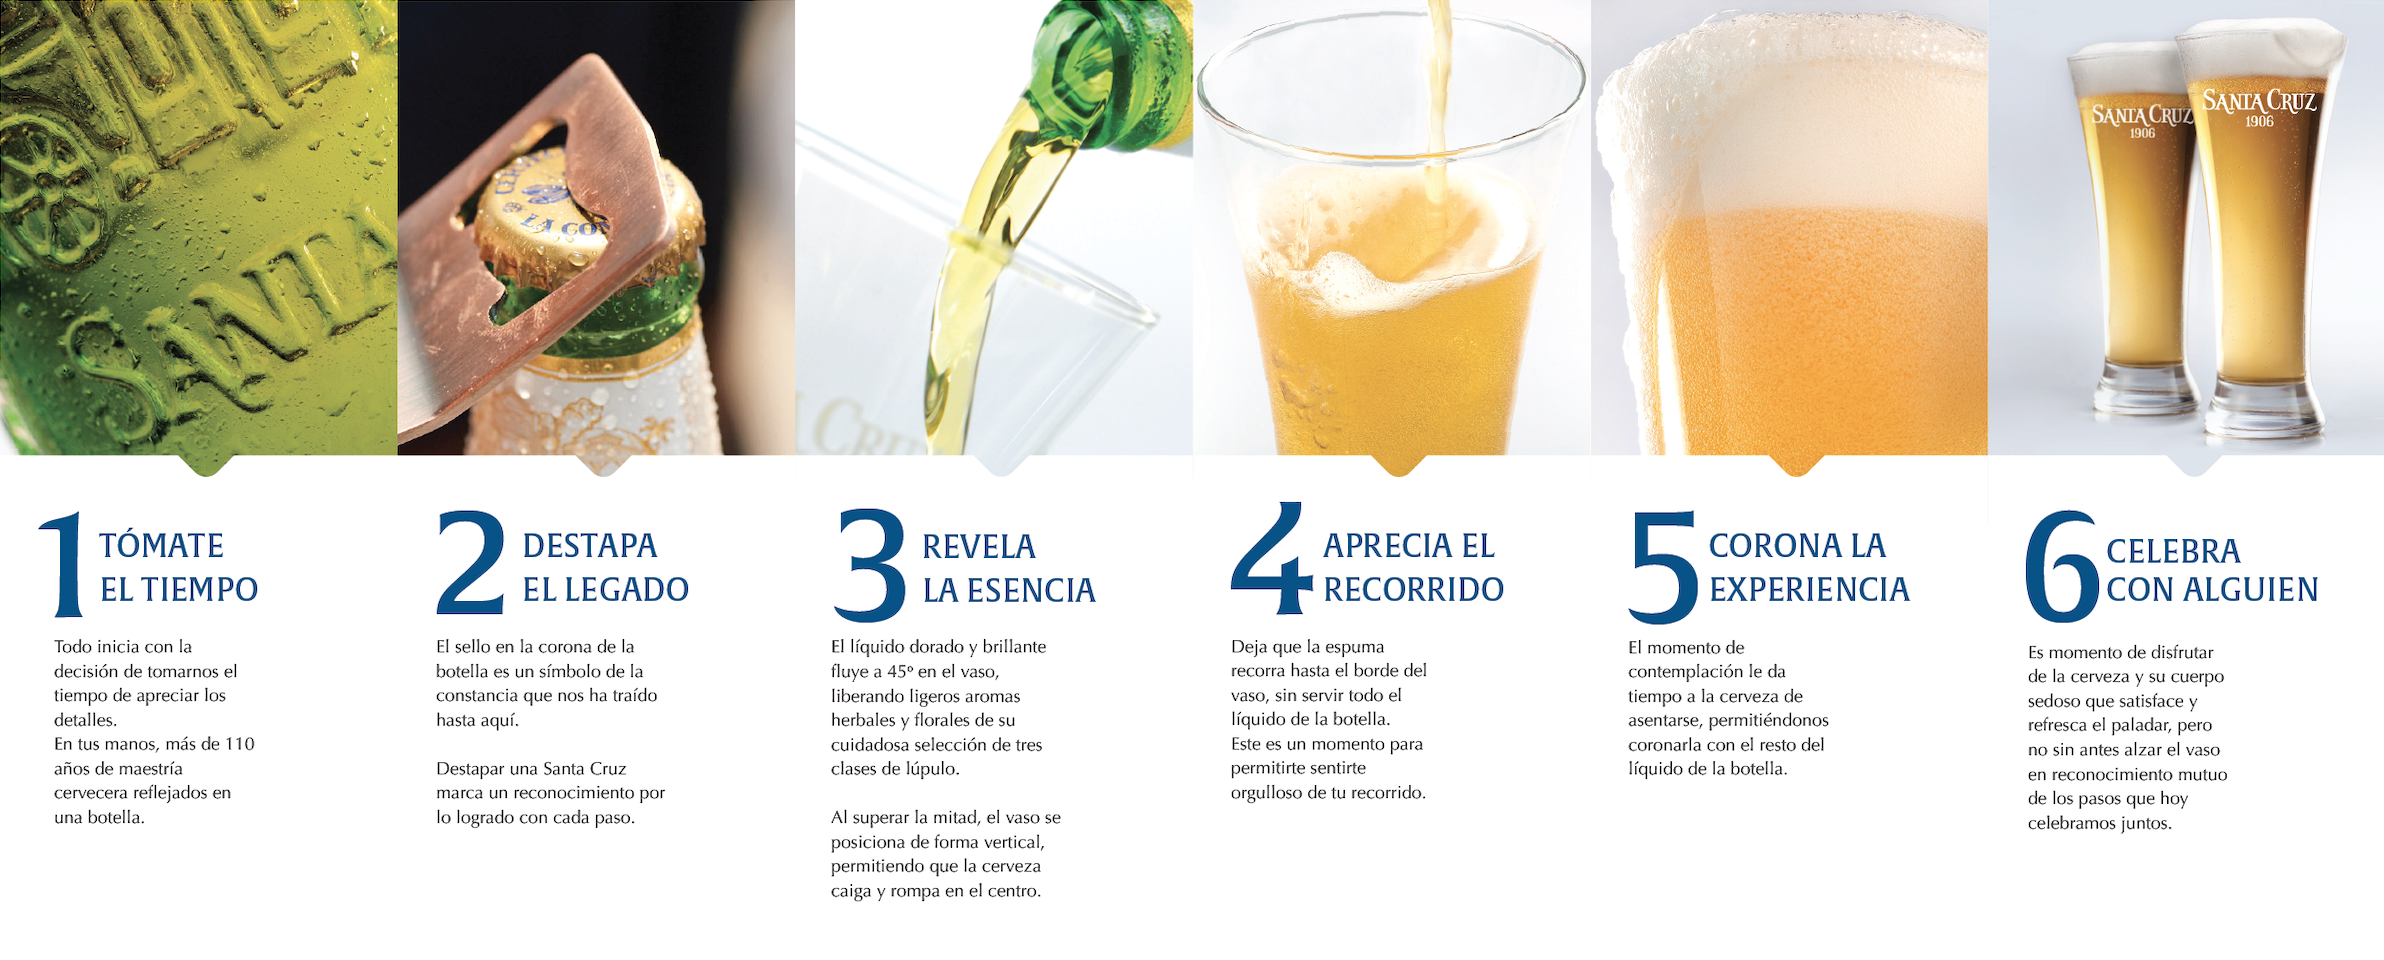 SANTA
LA CON
SANTA CRUZ
1906
SANTA CRUZ
1906
1
TÓMATE
EL TIEMPO
Todo inicia con la
decisión de tomarnos el
tiempo de apreciar los
detalles.
En tus manos, más de 110
años de maestría
cervecera reflejados en
una botella.
2
DESTAPA
EL LEGADO
El sello en la corona de la
botella es un símbolo de la
constancia que nos ha traído
hasta aquí.
Destapar una Santa Cruz
marca un reconocimiento por
lo logrado con cada paso.
3
REVELA
LA ESENCIA
El líquido dorado y brillante
fluye a 45º en el vaso,
liberando ligeros aromas
herbales y florales de su
cuidadosa selección de tres
clases de lúpulo.
Al superar la mitad, el vaso se
posiciona de forma vertical,
permitiendo que la cerveza
caiga y rompa en el centro.
4
APRECIA EL
RECORRIDO
Deja que la espuma
recorra hasta el borde del
vaso, sin servir todo el
líquido de la botella.
Este es un momento para
permitirte sentirte
orgulloso de tu recorrido.
5
CORONA LA
EXPERIENCIA
El momento de
contemplación le da
tiempo a la cerveza de
asentarse, permitiéndonos
coronarla con el resto del
líquido de la botella.
6
CELEBRA
CON ALGUIEN
Es momento de disfrutar
de la cerveza y su cuerpo
sedoso que satisface y
refresca el paladar, pero
no sin antes alzar el vaso
en reconocimiento mutuo
de los pasos que hoy
celebramos juntos.